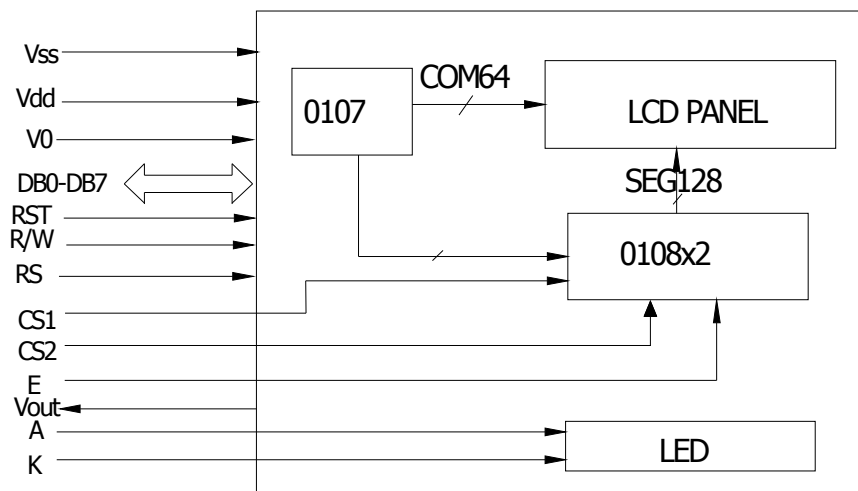 Vss
Vdd
V0
DB0-DB7
RST
R/W
RS
CS1
CS2
E
Vout
A
K
0107
COM64
LCD PANEL
SEG128
0108x2
LED